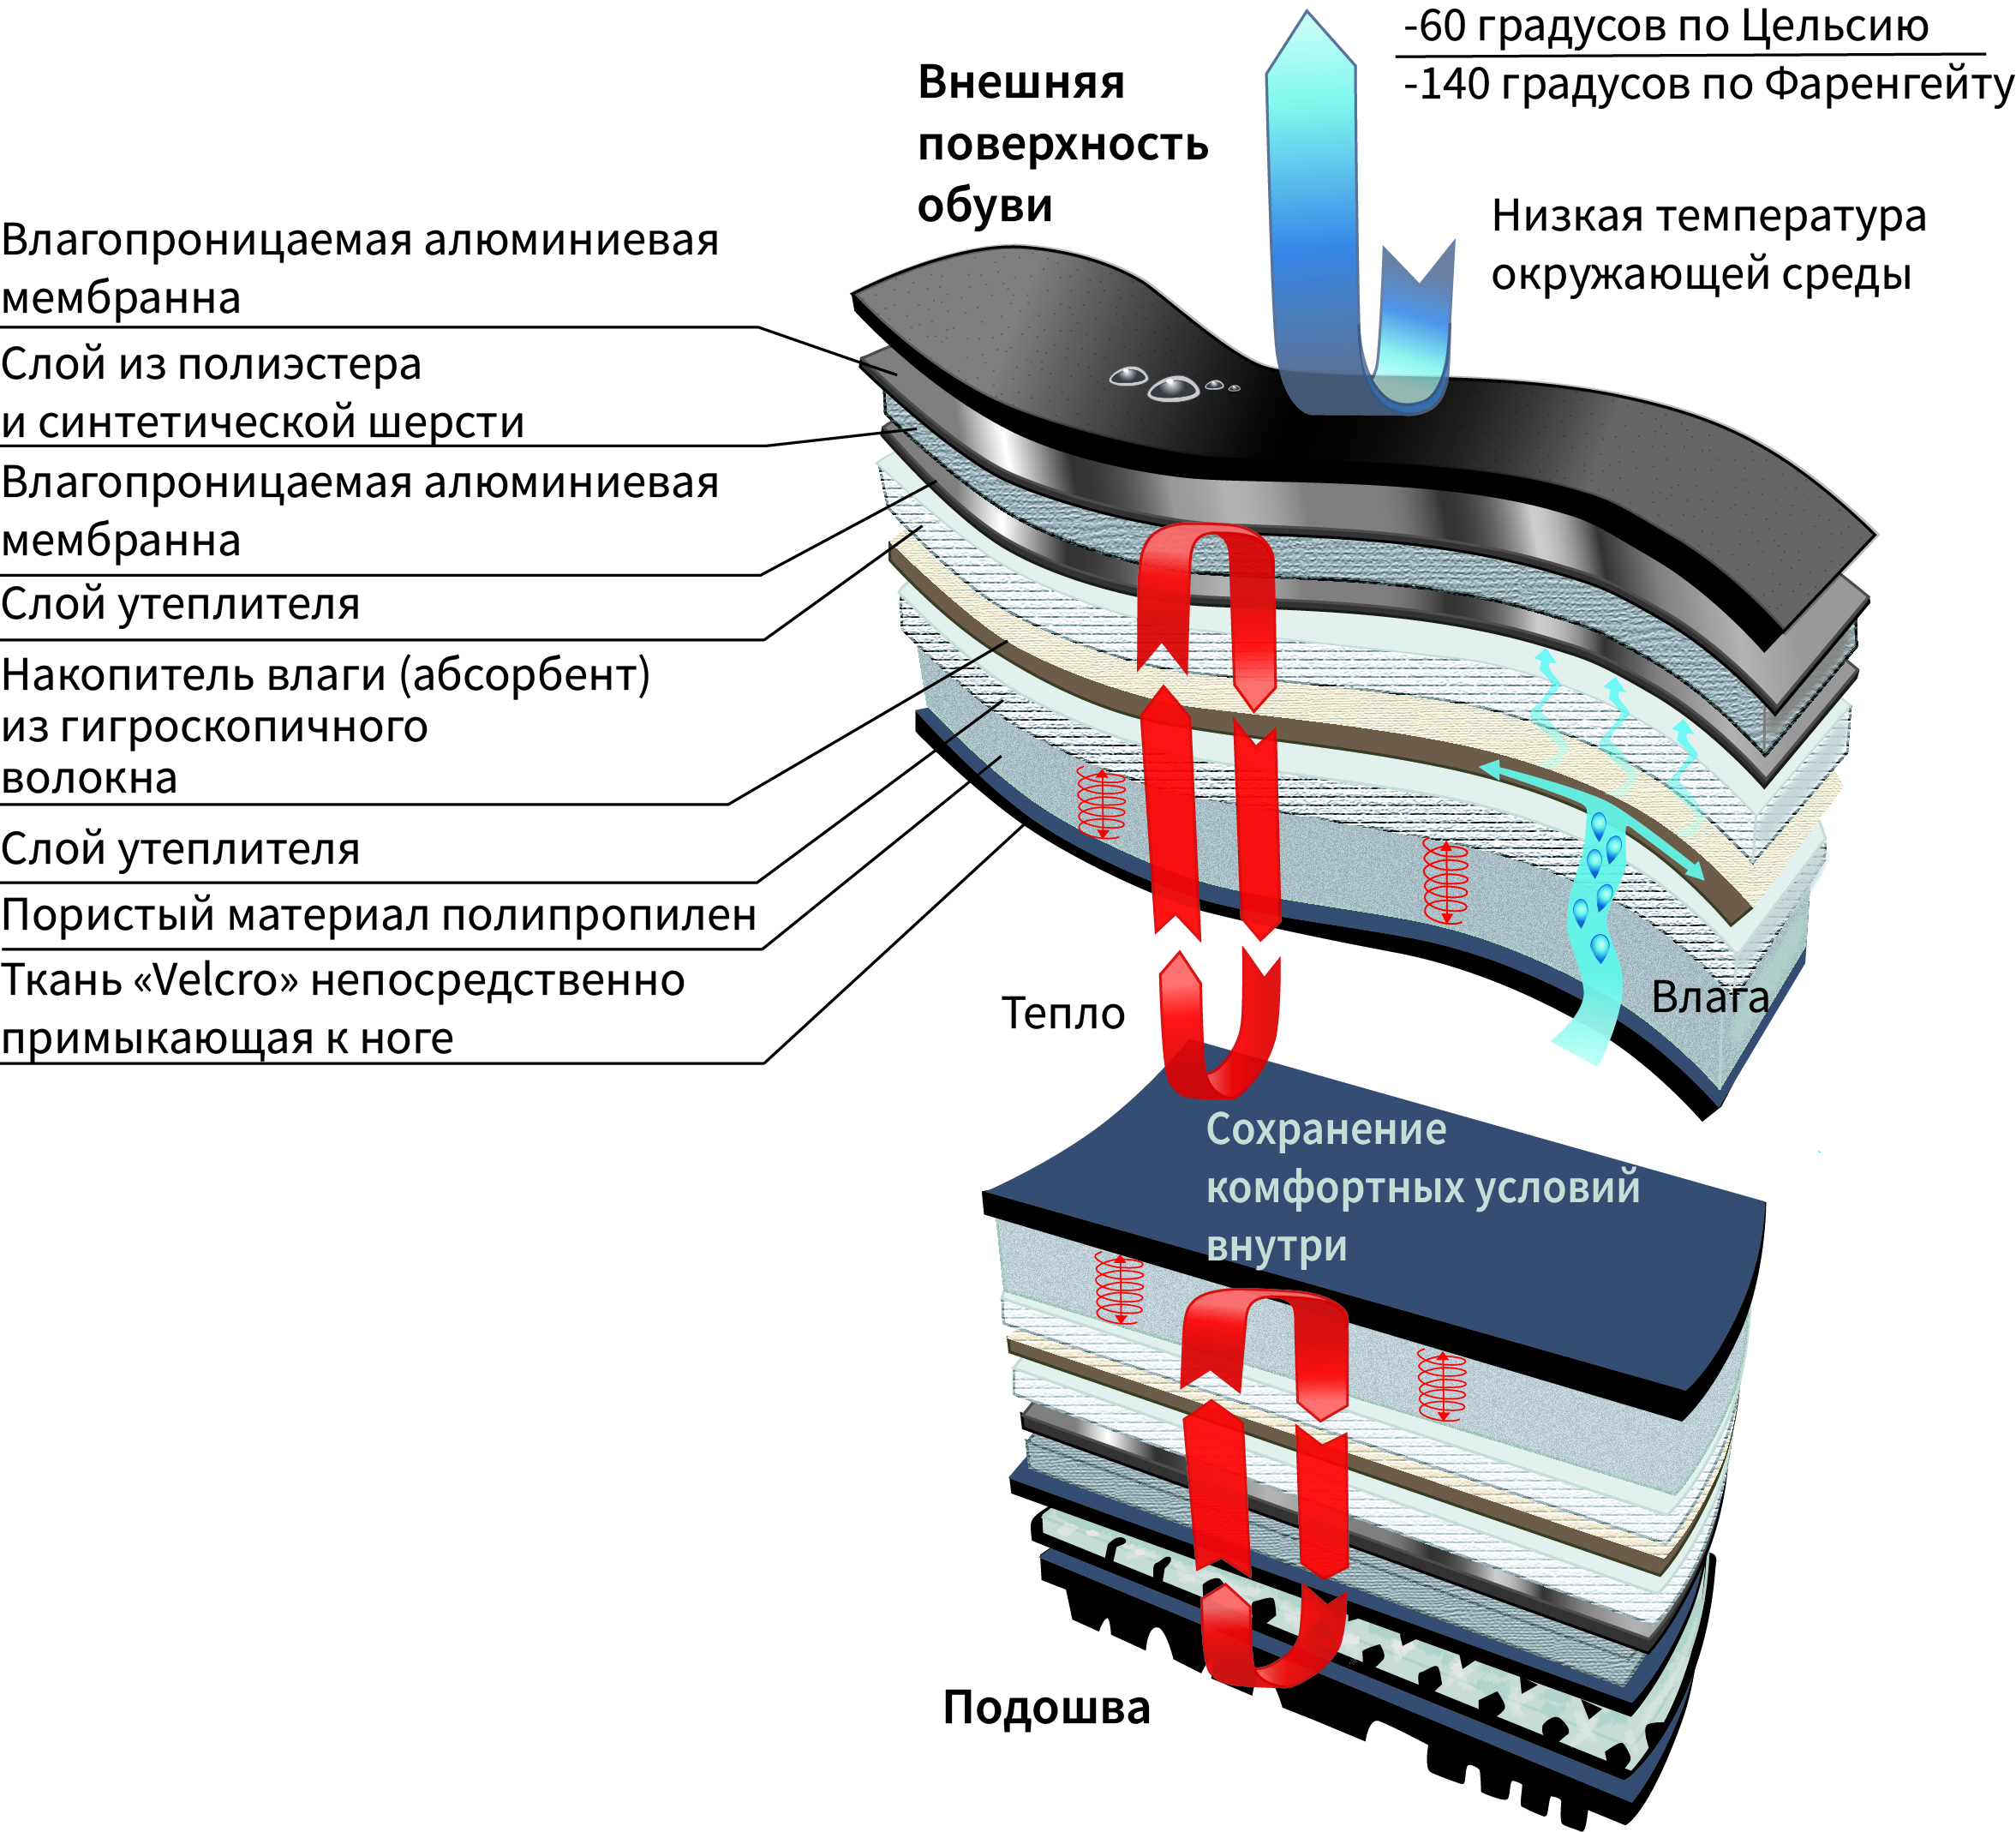 -60 градусов по Цельсию
-140 градусов по Фаренгейту
Внешняя
поверхность
обуви
Низкая температура
окружающей среды
Влагопроницаемая алюминиевая
мембранна
Слой из полиэстера
и синтетической шерсти
Влагопроницаемая алюминиевая
мембранна
Слой утеплителя
Накопитель влаги (абсорбент)
из гигроскопичного
волокна
Слой утеплителя
Пористый материал полипропилен
Ткань «Velcro» непосредственно
примыкающая к ноге
Тепло
Влага
Сохранение
комфортных условий
внутри
Подошва